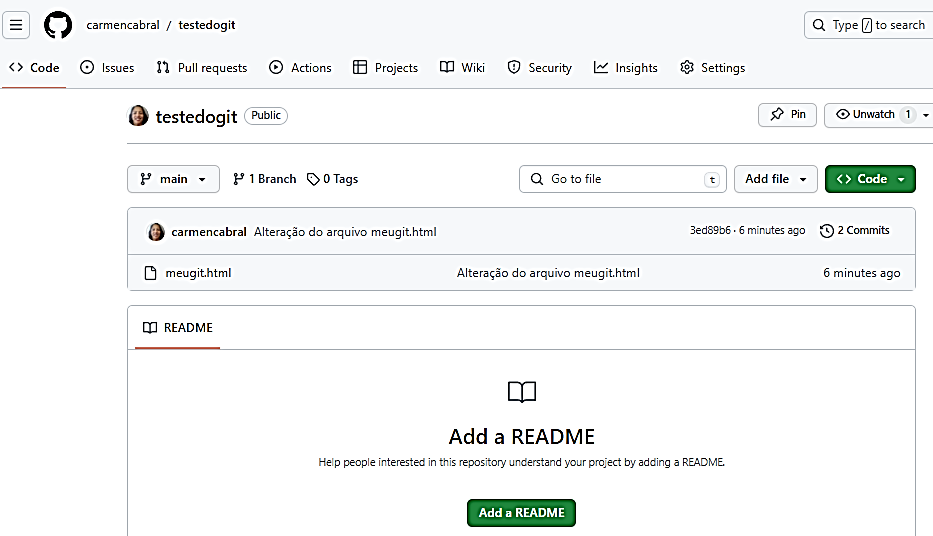 carmencabral / testedogit
Type / to search
Code Issues Pull requests Actions Projects Wiki Security Insights Settings
testedogit Public
Pin Unwatch 1
main 1 Branch 0 Tags Go to file t Add file Code
carmencabral Alteração do arquivo meugit.html 3ed89b6 · 6 minutes ago 2 Commits
meugit.html Alteração do arquivo meugit.html 6 minutes ago
README
Add a README
Help people interested in this repository understand your project by adding a README.
Add a README